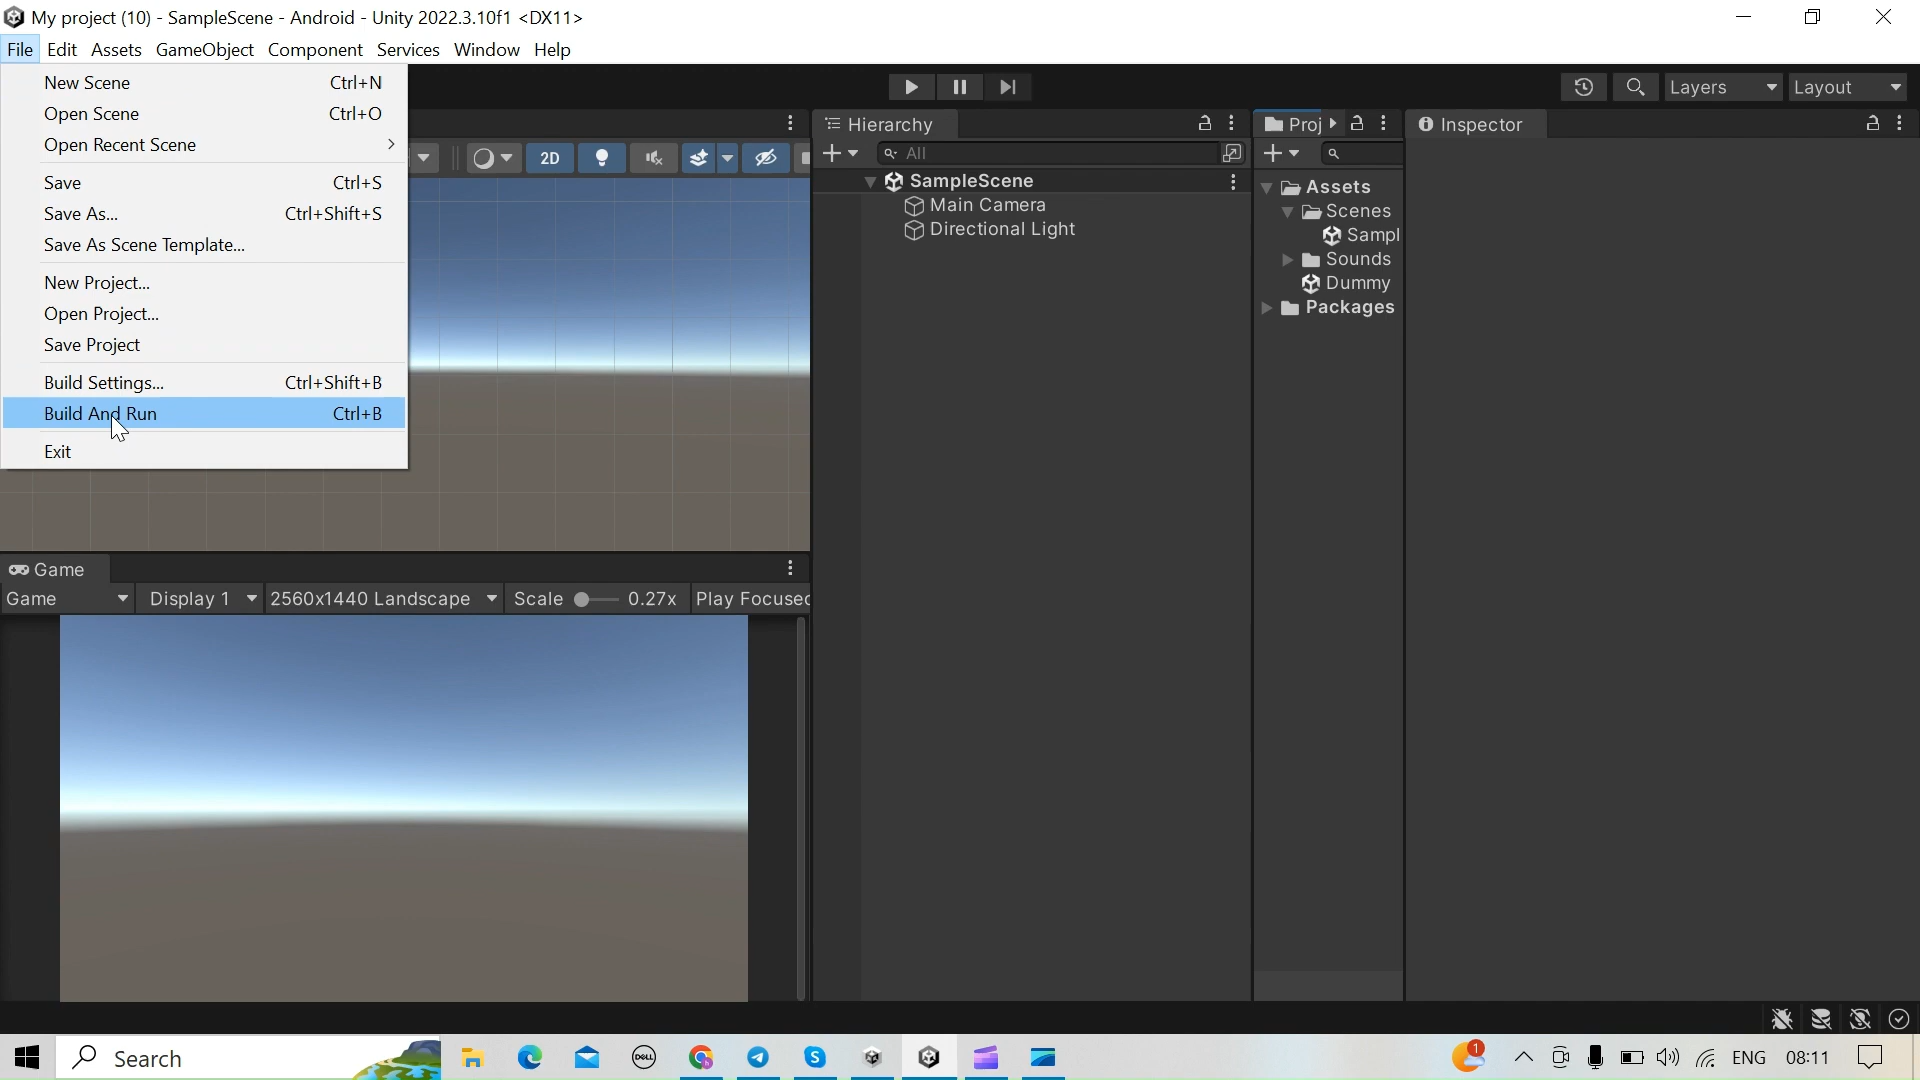 My project (10) - SampleScene - Android - Unity 2022.3.10f1 <DX11>
File Edit Assets GameObject Component Services Window Help
New Scene Ctrl+N
Open Scene Ctrl+O
Open Recent Scene
Save Ctrl+S
Save As... Ctrl+Shift+S
Save As Scene Template...
New Project...
Open Project...
Save Project
Build Settings... Ctrl+Shift+B
Build And Run Ctrl+B
Exit
Layers Layout
2D
Hierarchy
All
SampleScene
Main Camera
Directional Light
Proj
Assets
Scenes
Sampl
Sounds
Dummy
Packages
Inspector
Game
Game Display 1 2560x1440 Landscape Scale 0.27x Play Focused
Search
DELL
1
ENG 08:11